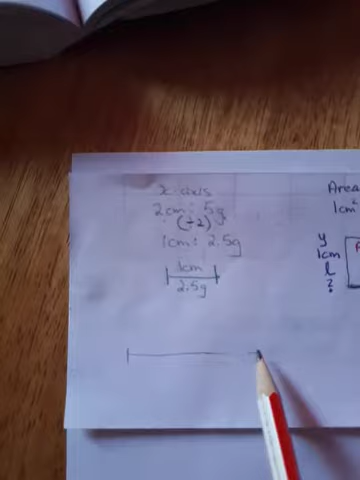 x-axis
2cm : 5g
(÷2)
1cm : 2.5g
1cm
2.5g
Area
1cm²
y
1cm
l
?